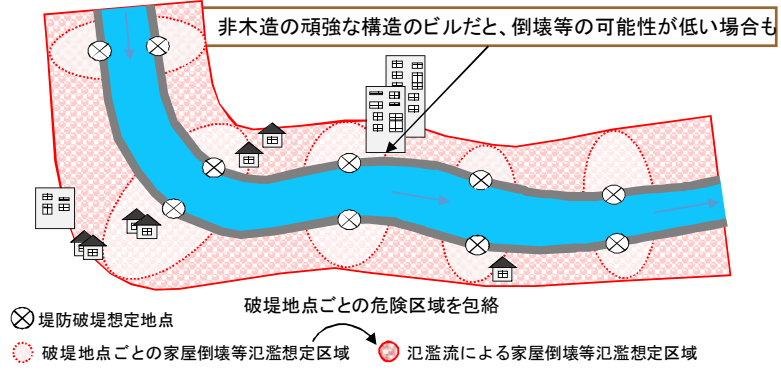 非木造の頑強な構造のビルだと、倒壊等の可能性が低い場合も
破堤地点ごとの危険区域を包絡
堤防破堤想定地点
破堤地点ごとの家屋倒壊等氾濫想定区域
氾濫流による家屋倒壊等氾濫想定区域